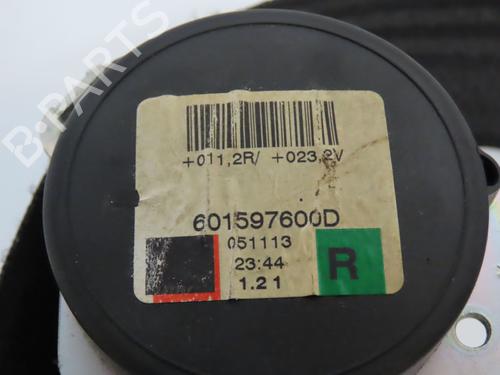 B-PARTS
+011,2R/ +023,2V
601597600D
051113
23:44
1.21
R